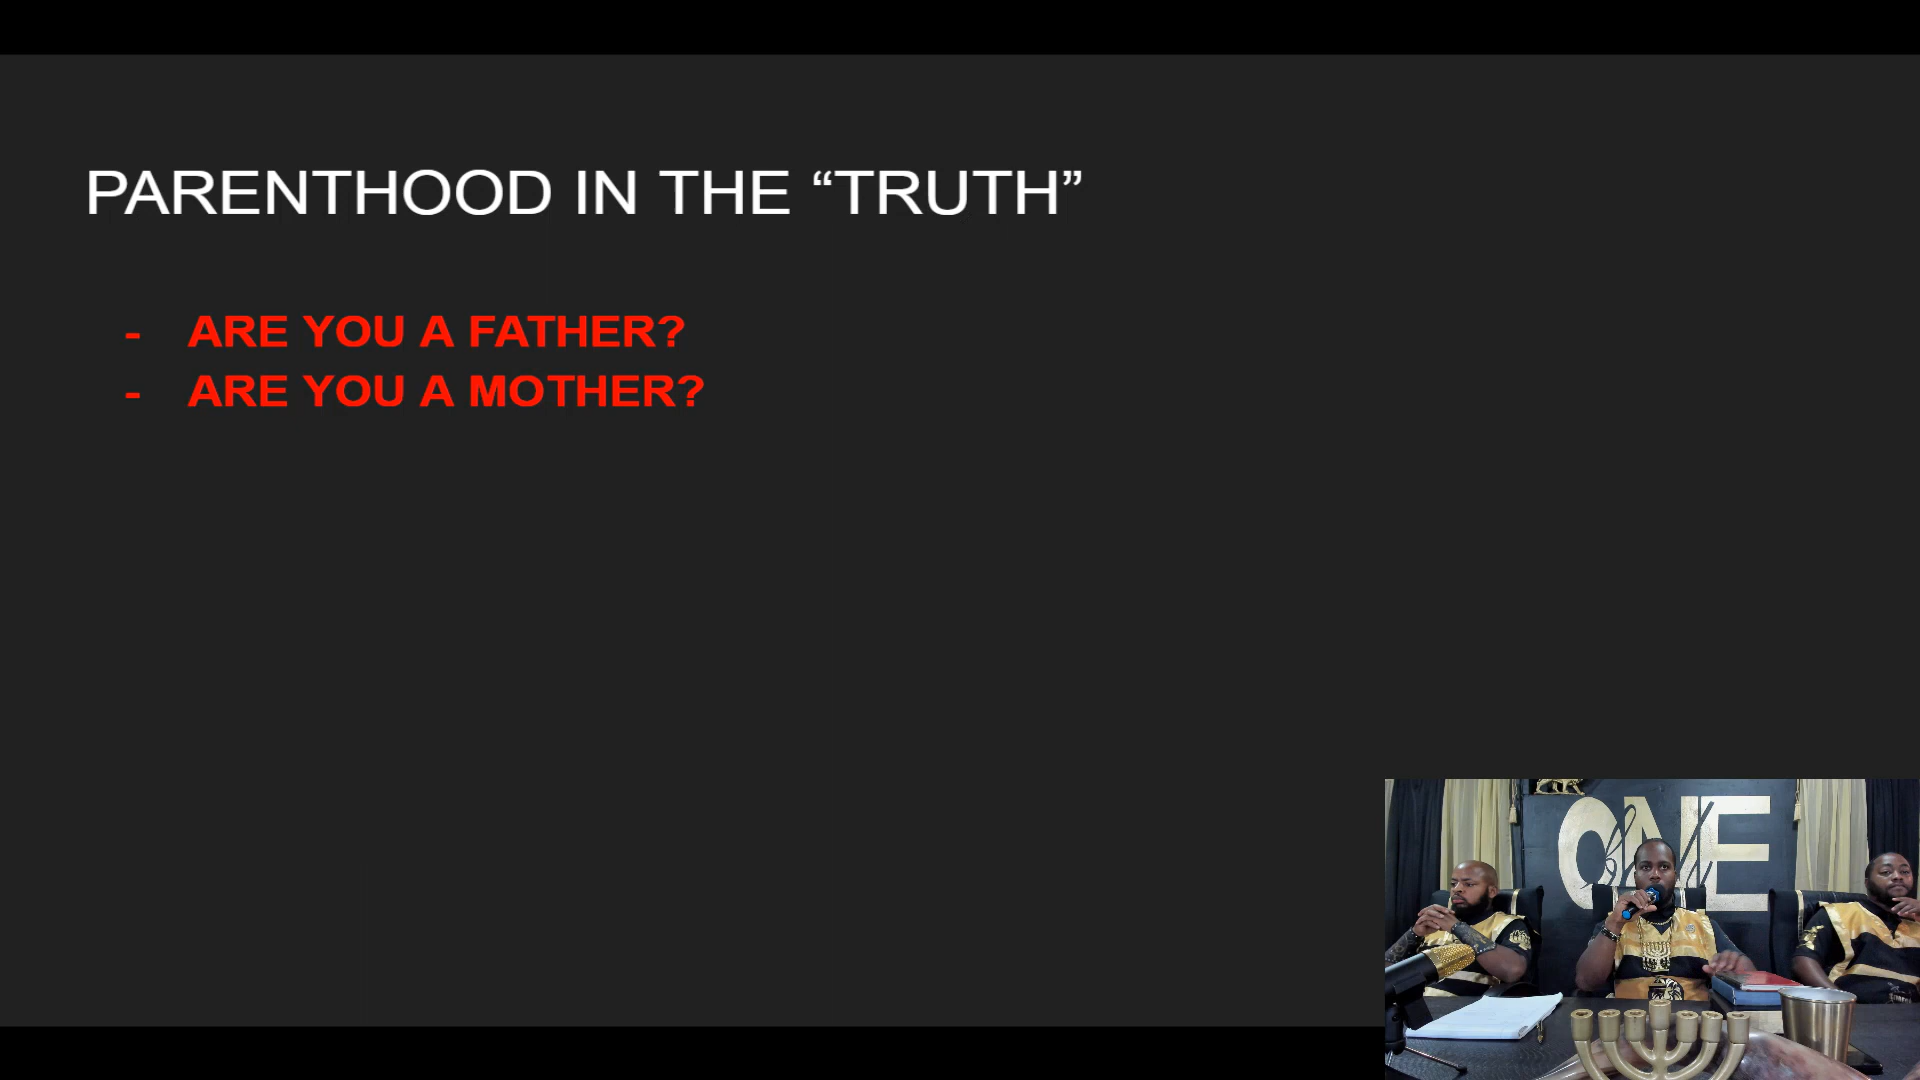 PARENTHOOD IN THE “TRUTH”
- ARE YOU A FATHER?
- ARE YOU A MOTHER?
ONE